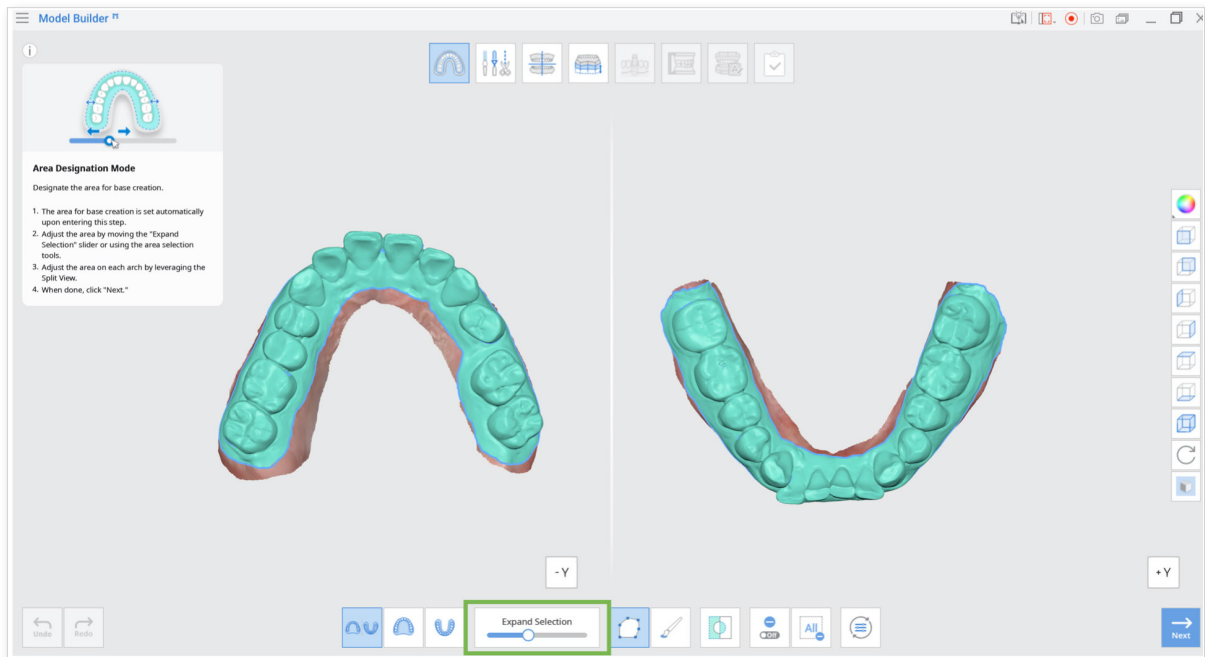 Model Builder
i
Area Designation Mode
Designate the area for base creation.
1. The area for base creation is set automatically
upon entering this step.
2. Adjust the area by moving the "Expand
Selection" slider or using the area selection
tools.
3. Adjust the area on each arch by leveraging the
Split View.
4. When done, click "Next."
- Y
+ Y
Undo
Redo
Expand Selection
Off
All
Next